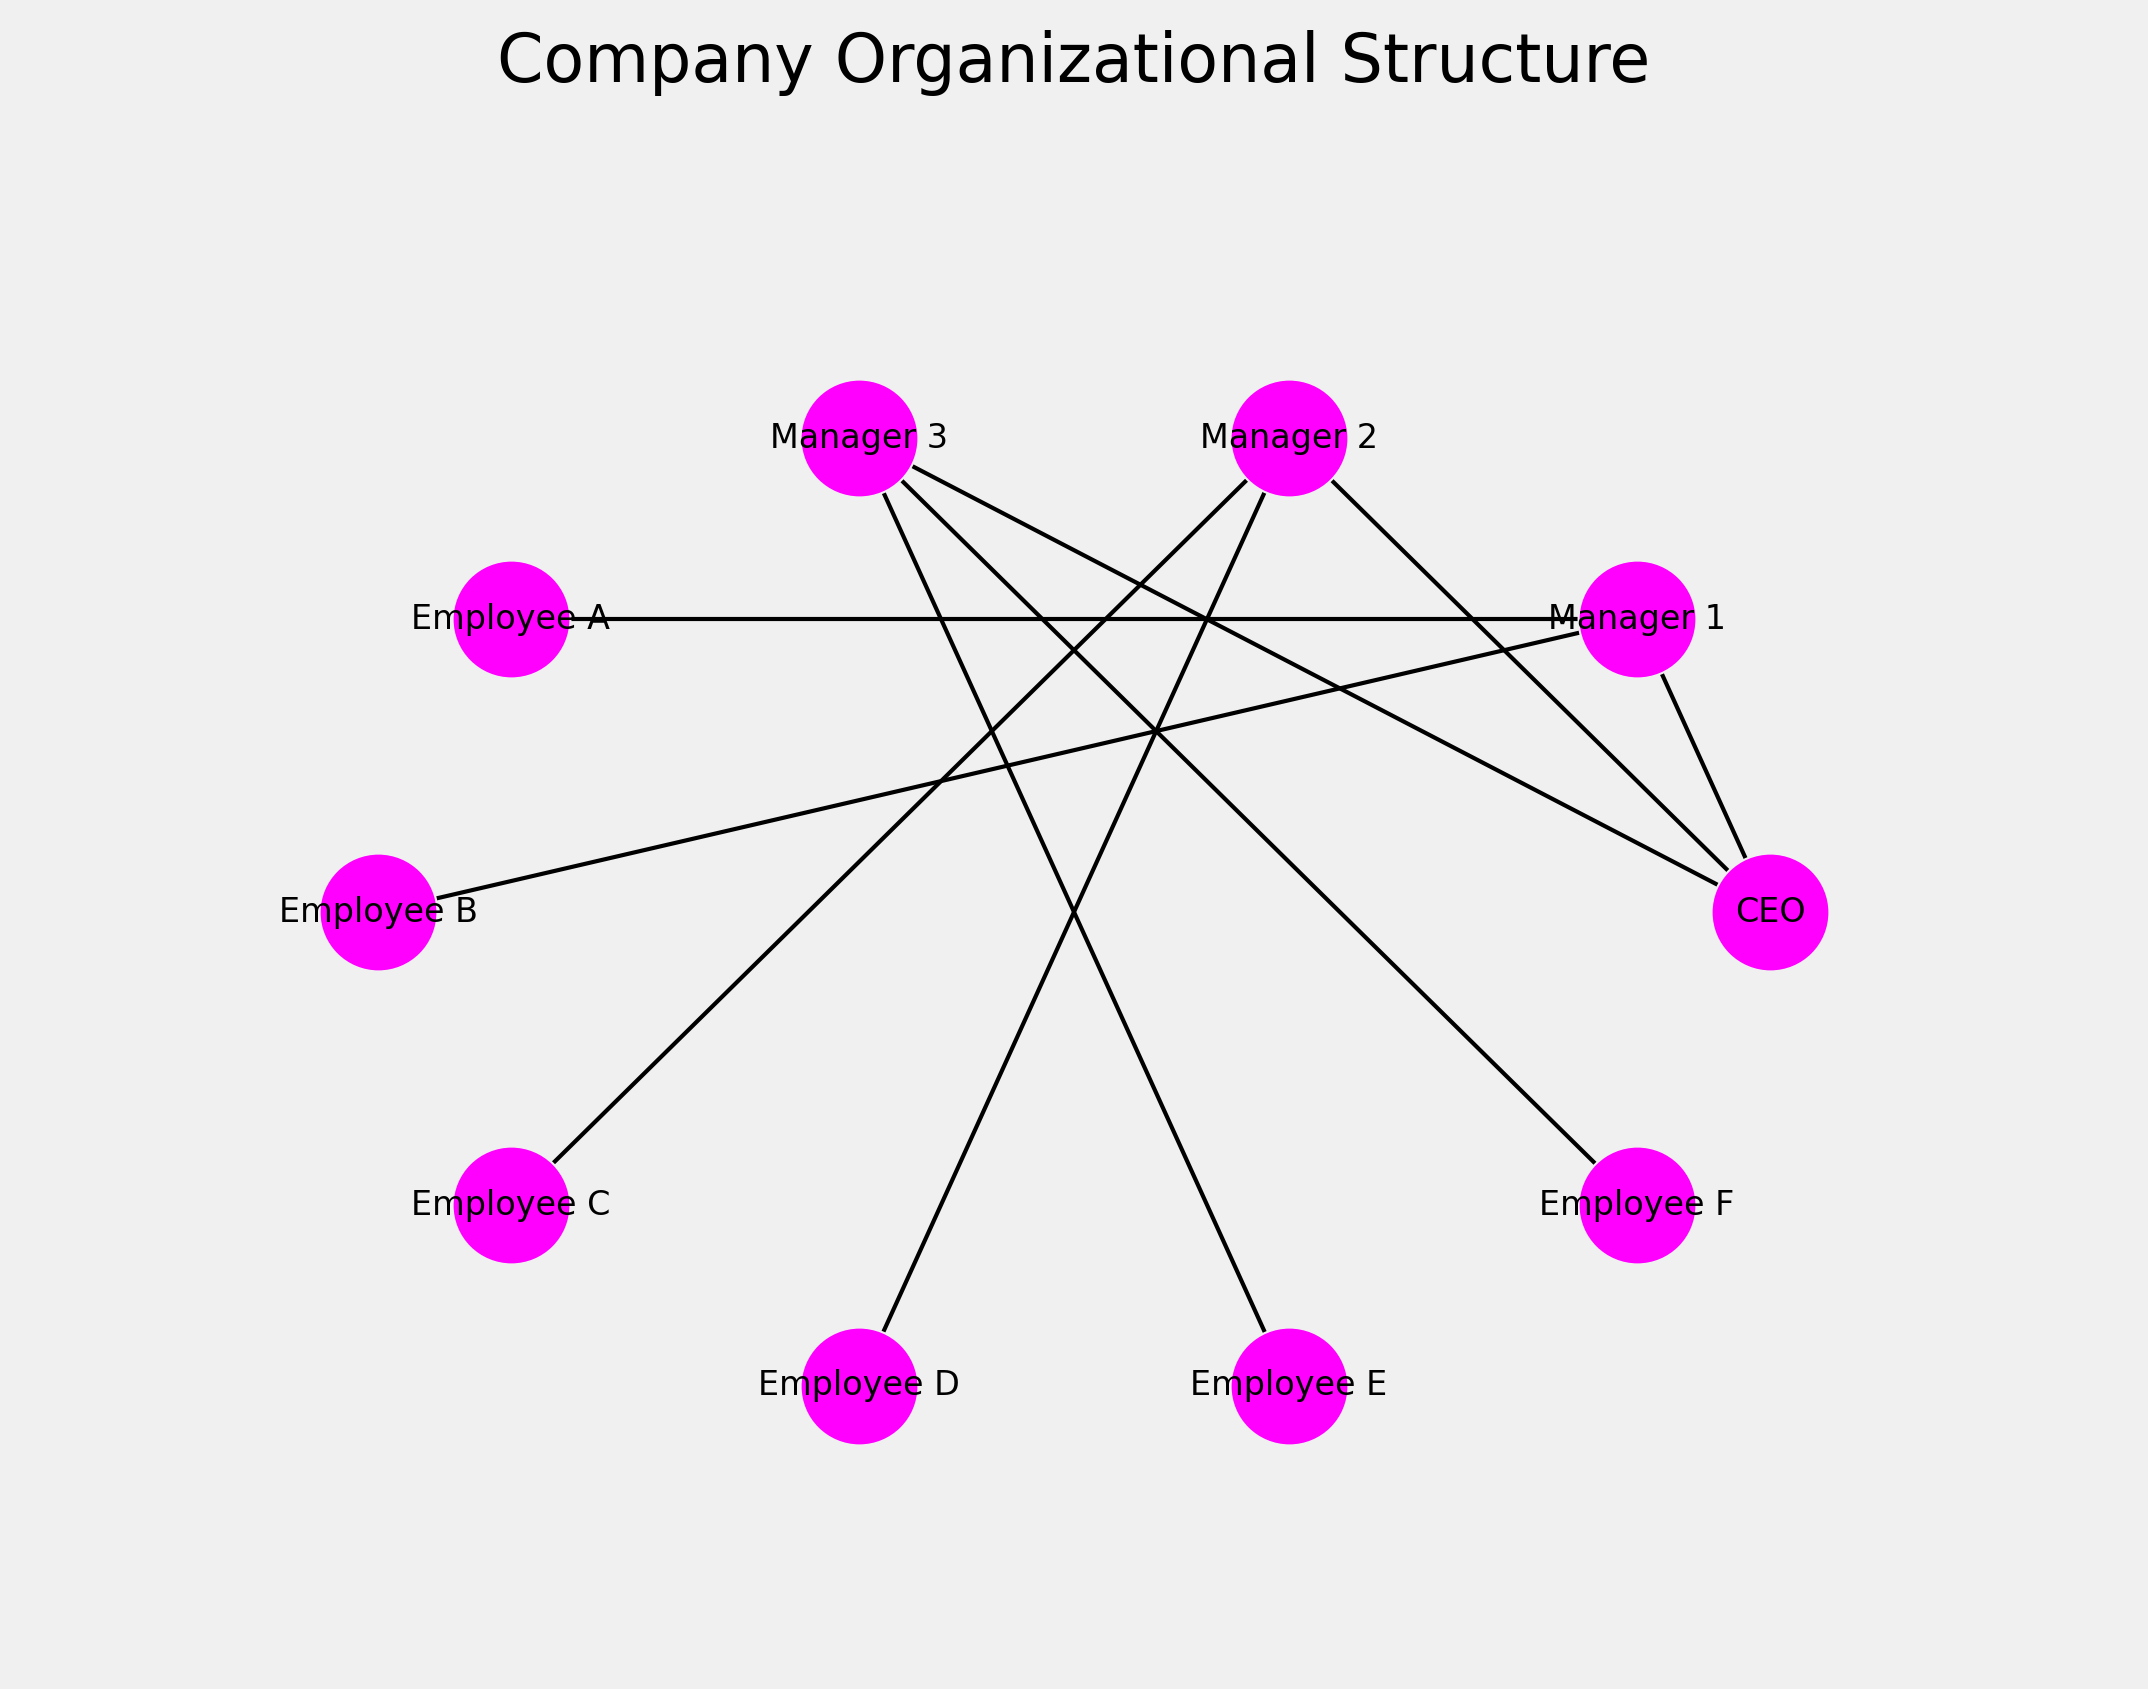 Company Organizational Structure
Manager 3
Manager 2
Employee A
Manager 1
Employee B
CEO
Employee C
Employee F
Employee D
Employee E